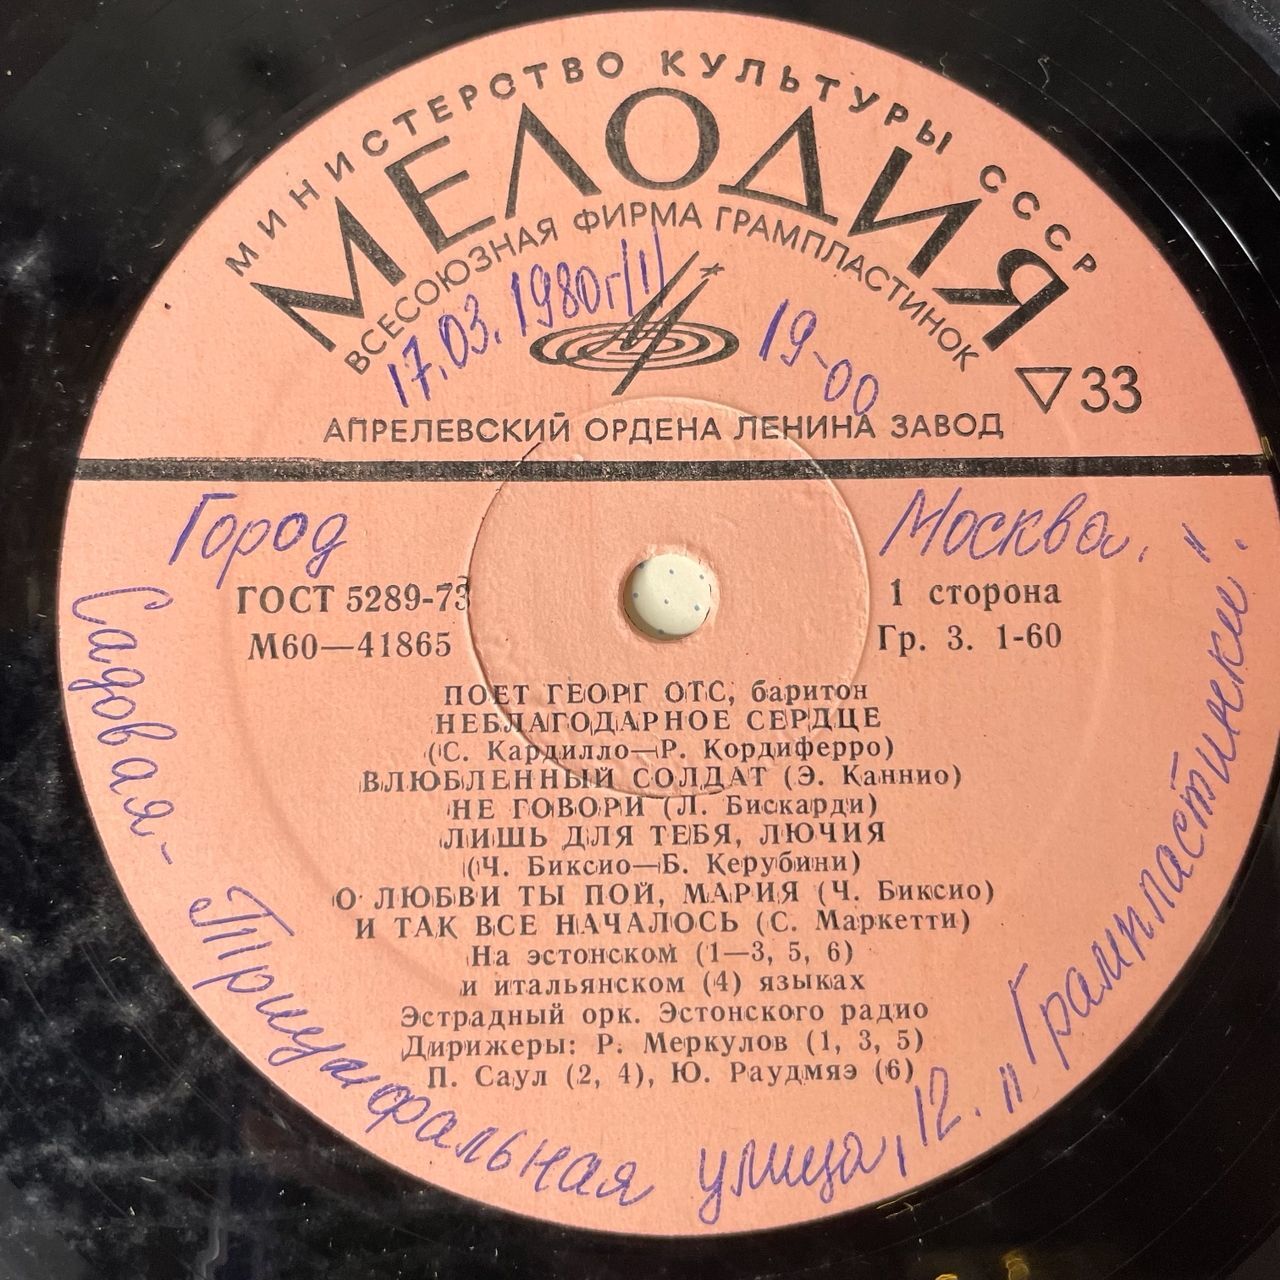 МИНИСТЕРСТВО КУЛЬТУРЫ СССР
МЕЛОДИЯ
ВСЕСОЮЗНАЯ ФИРМА ГРАМПЛАСТИНОК
17.03.1980г/1/
19-00
▽33
АПРЕЛЕВСКИЙ ОРДЕНА ЛЕНИНА ЗАВОД
Город
Москва.
ГОСТ 5289-73
1 сторона
М60—41865
Гр. 3. 1-60
ПОЕТ ГЕОРГ ОТС, баритон
НЕБЛАГОДАРНОЕ СЕРДЦЕ
(С. Кардилло—Р. Кордиферро)
ВЛЮБЛЕННЫЙ СОЛДАТ (Э. Каннио)
НЕ ГОВОРИ (Л. Бискарди)
ЛИШЬ ДЛЯ ТЕБЯ, ЛЮЧИЯ
(Ч. Биксио—Б. Керубини)
О ЛЮБВИ ТЫ ПОЙ, МАРИЯ (Ч. Биксио)
И ТАК ВСЕ НАЧАЛОСЬ (С. Маркетти)
На эстонском (1—3, 5, 6)
и итальянском (4) языках
Эстрадный орк. Эстонского радио
Дирижеры: Р. Меркулов (1, 3, 5)
П. Саул (2, 4), Ю. Раудмяэ (6)
Садовая-Триумфальная улица, 12. „Грампластинки".